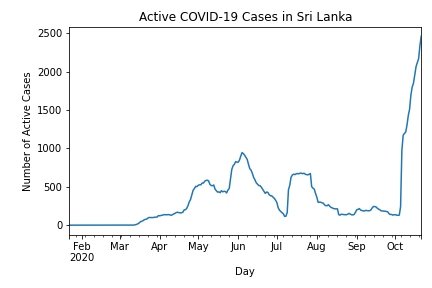 Active COVID-19 Cases in Sri Lanka
2500
2000
1500
1000
500
0
Number of Active Cases
Feb Mar Apr May Jun Jul Aug Sep Oct
2020
Day